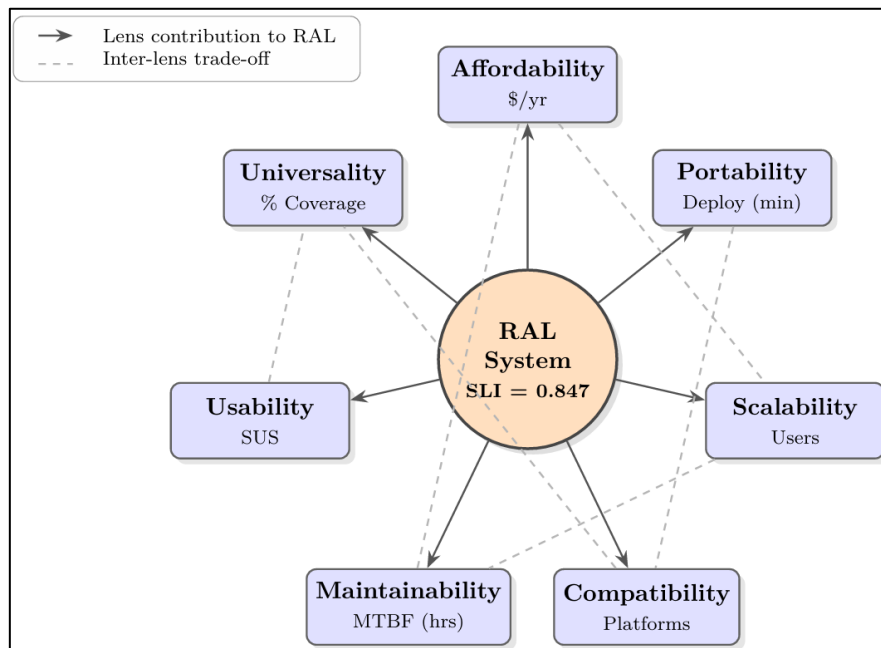 Lens contribution to RAL
Inter-lens trade-off
Affordability
$/yr
Universality
% Coverage
Portability
Deploy (min)
RAL
System
SLI = 0.847
Usability
SUS
Scalability
Users
Maintainability
MTBF (hrs)
Compatibility
Platforms